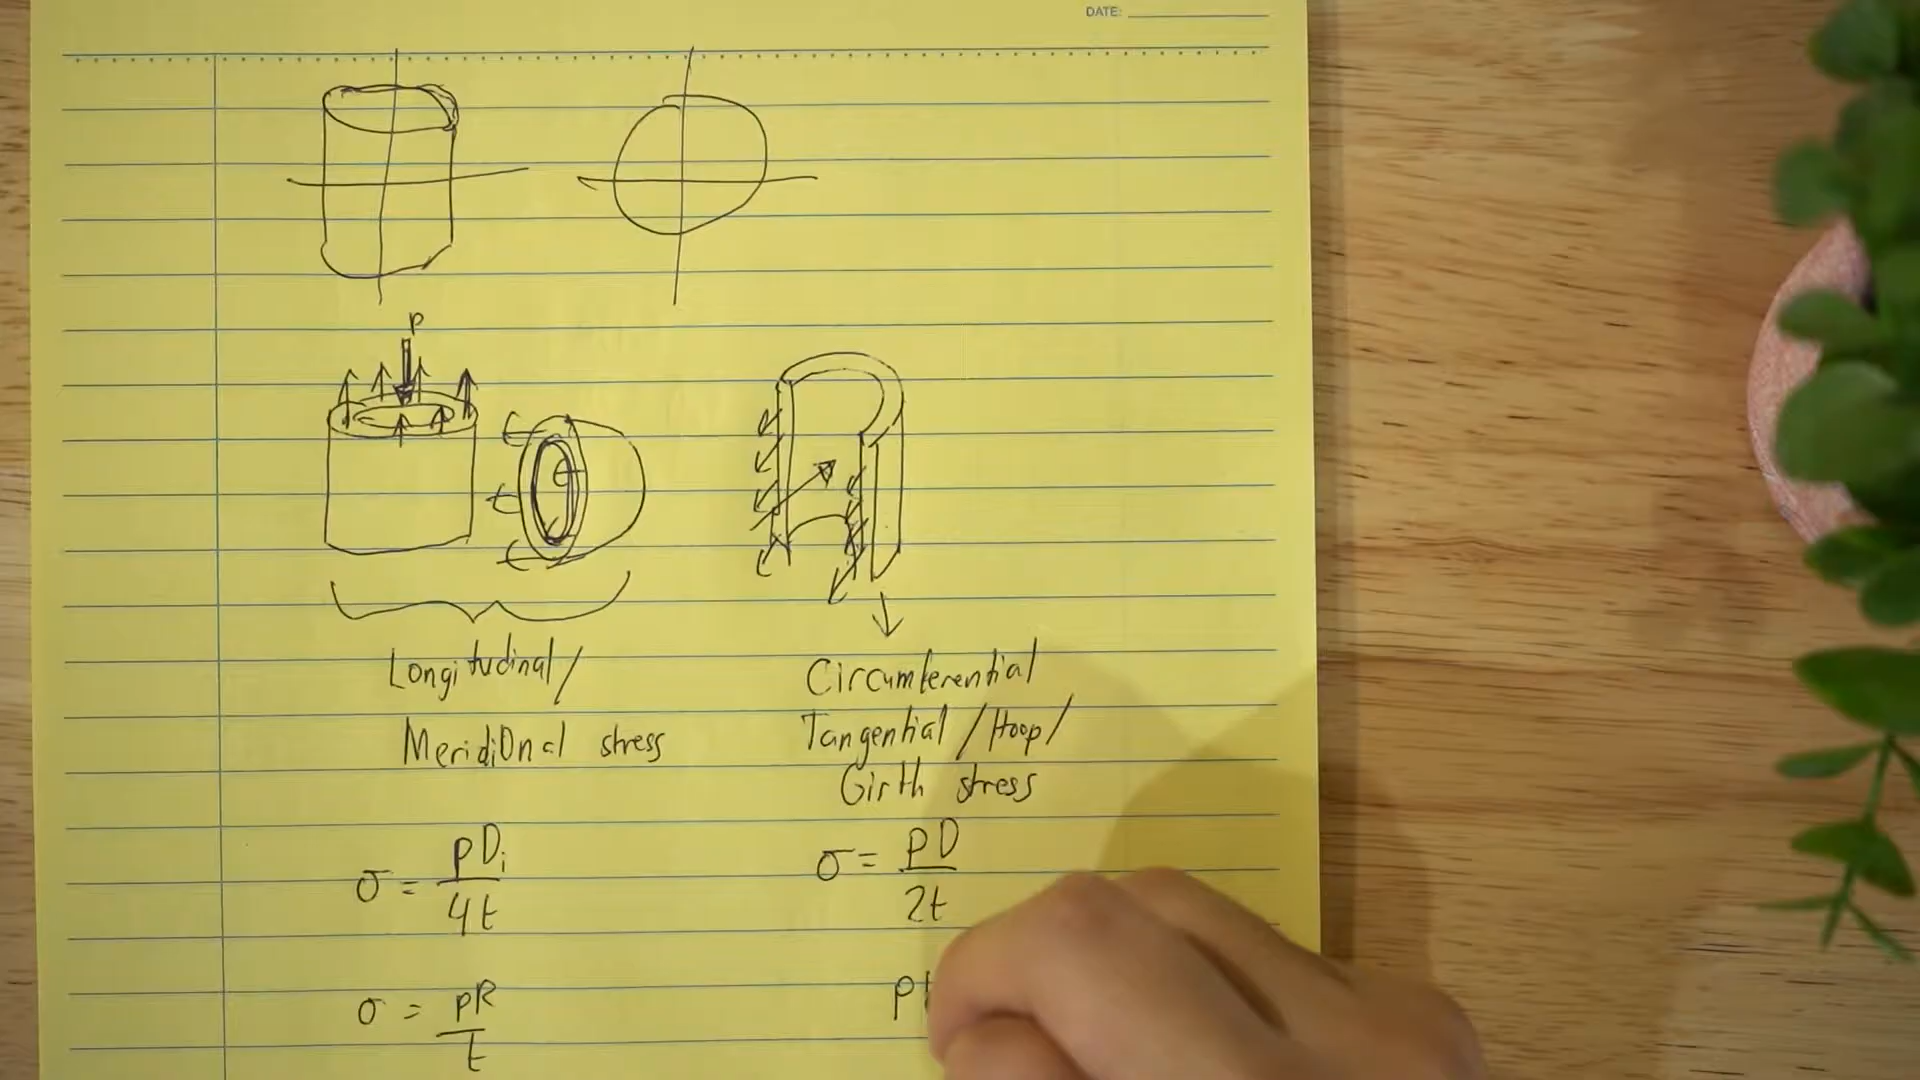 DATE:
P
Longitudinal/
Meridional stress
Circumferential
Tangential / Hoop/
Girth stress
σ = pDi / 4t
σ = pD / 2t
σ = pR / t
p